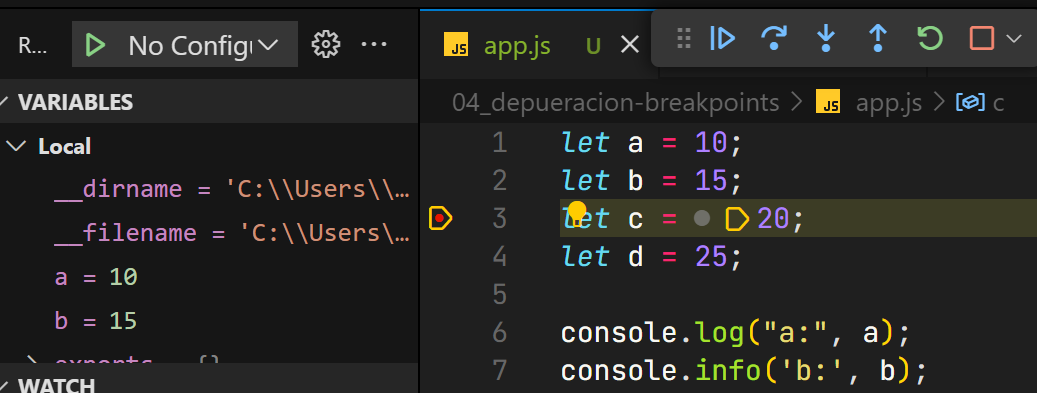 R... No Config
JS app.js U
VARIABLES
Local
__dirname = 'C:\\Users\\...
__filename = 'C:\\Users\...
a = 10
b = 15
exports = {}
WATCH
04_depueracion-breakpoints > JS app.js > c
1 let a = 10;
2 let b = 15;
3 let c = 20;
4 let d = 25;
5
6 console.log("a:", a);
7 console.info('b:', b);